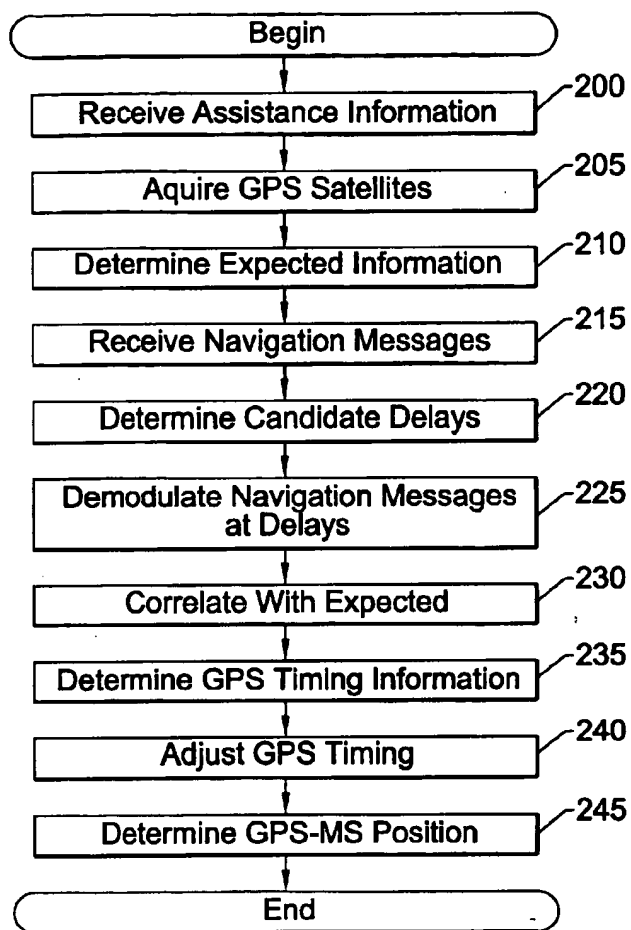 Begin
200
Receive Assistance Information
205
Aquire GPS Satellites
210
Determine Expected Information
215
Receive Navigation Messages
220
Determine Candidate Delays
225
Demodulate Navigation Messages
at Delays
230
Correlate With Expected
235
Determine GPS Timing Information
240
Adjust GPS Timing
245
Determine GPS-MS Position
End